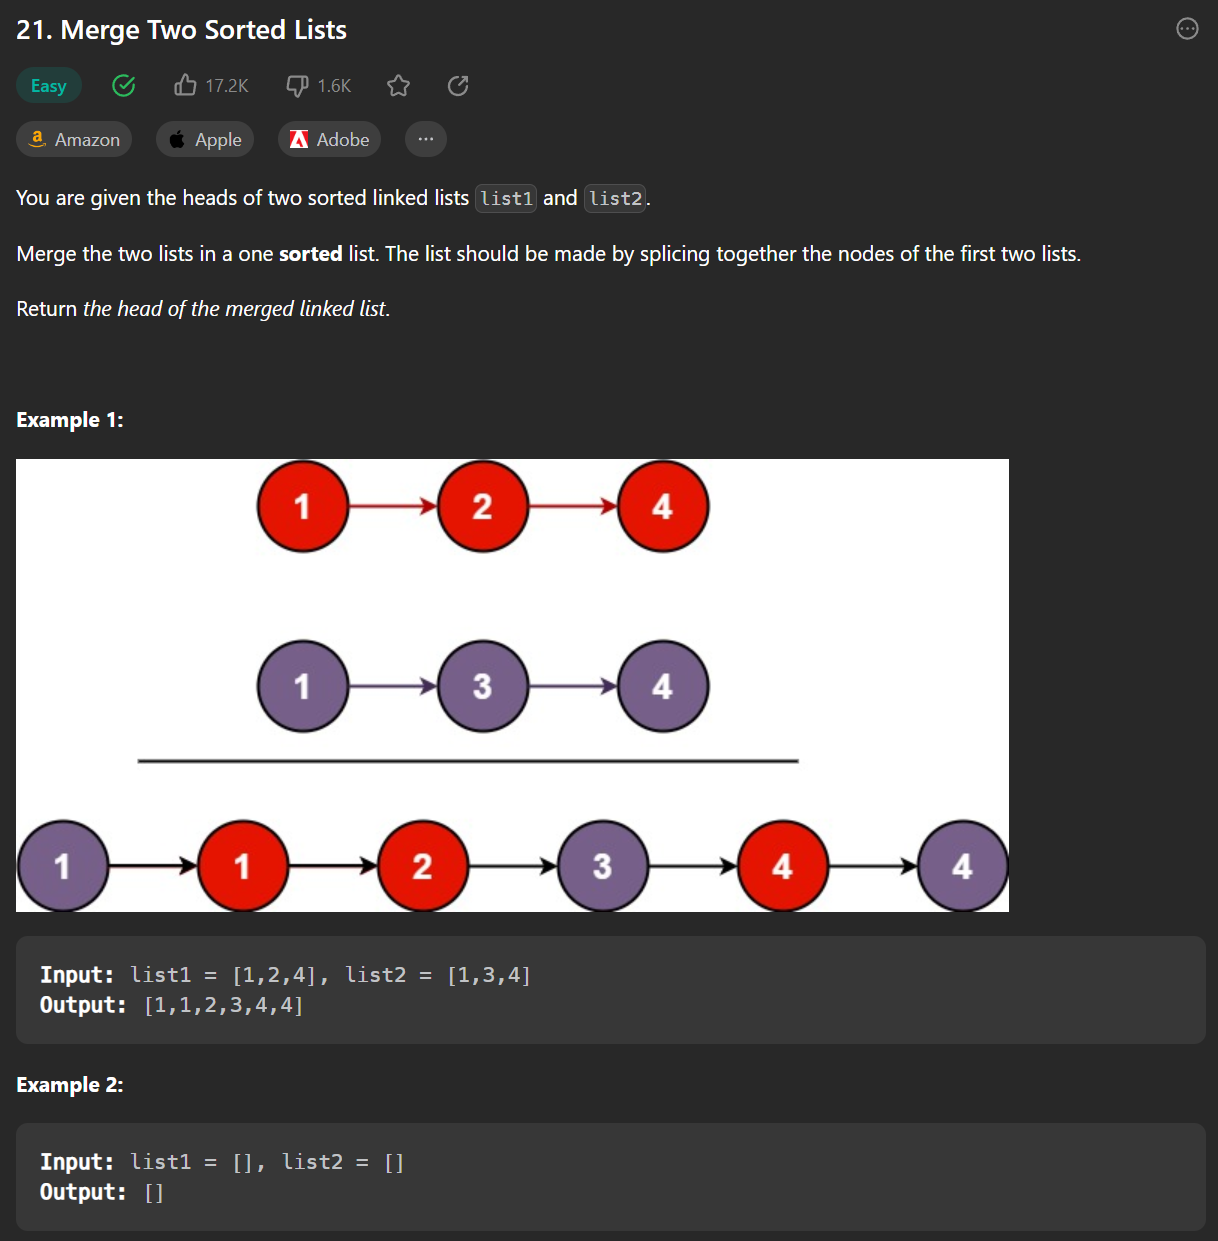 21. Merge Two Sorted Lists
Easy 17.2K 1.6K
Amazon Apple Adobe ...
You are given the heads of two sorted linked lists list1 and list2.
Merge the two lists in a one sorted list. The list should be made by splicing together the nodes of the first two lists.
Return the head of the merged linked list.
Example 1:
1 2 4
1 3 4
1 1 2 3 4 4
Input: list1 = [1,2,4], list2 = [1,3,4]
Output: [1,1,2,3,4,4]
Example 2:
Input: list1 = [], list2 = []
Output: []